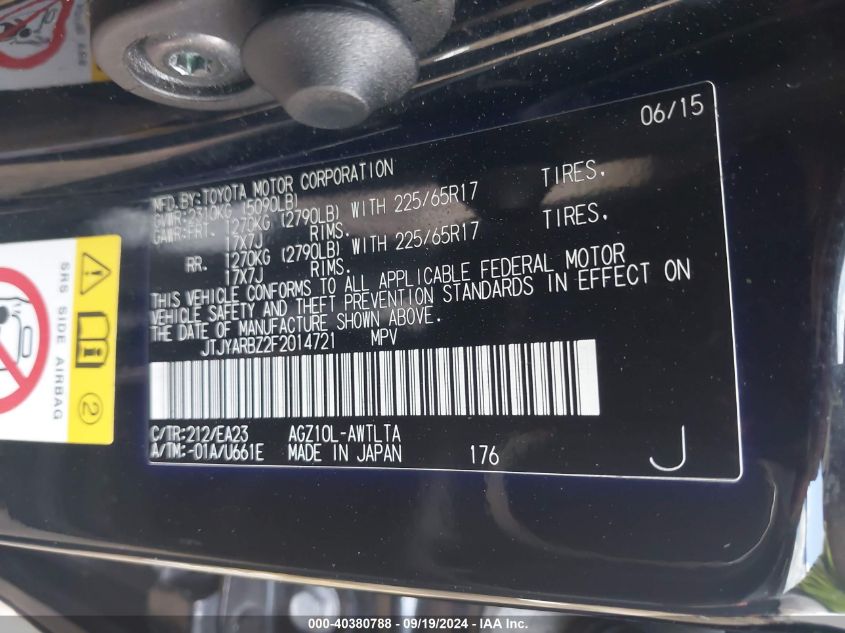 06/15
MFD.BY:TOYOTA MOTOR CORPORATION
GVWR:2310KG (5090LB)
GAWR:FRT. 1270KG (2790LB) WITH 225/65R17 TIRES,
17X7J RIMS.
RR. 1270KG (2790LB) WITH 225/65R17 TIRES,
17X7J RIMS.
THIS VEHICLE CONFORMS TO ALL APPLICABLE FEDERAL MOTOR
VEHICLE SAFETY AND THEFT PREVENTION STANDARDS IN EFFECT ON
THE DATE OF MANUFACTURE SHOWN ABOVE.
JTJYARBZ2F2014721 MPV
C/TR:212/EA23 AGZ10L-AWTLTA
A/TM:-01A/U661E MADE IN JAPAN 176 J
SRS SIDE AIRBAG
2
000-40380788 - 09/19/2024 - IAA, Inc.